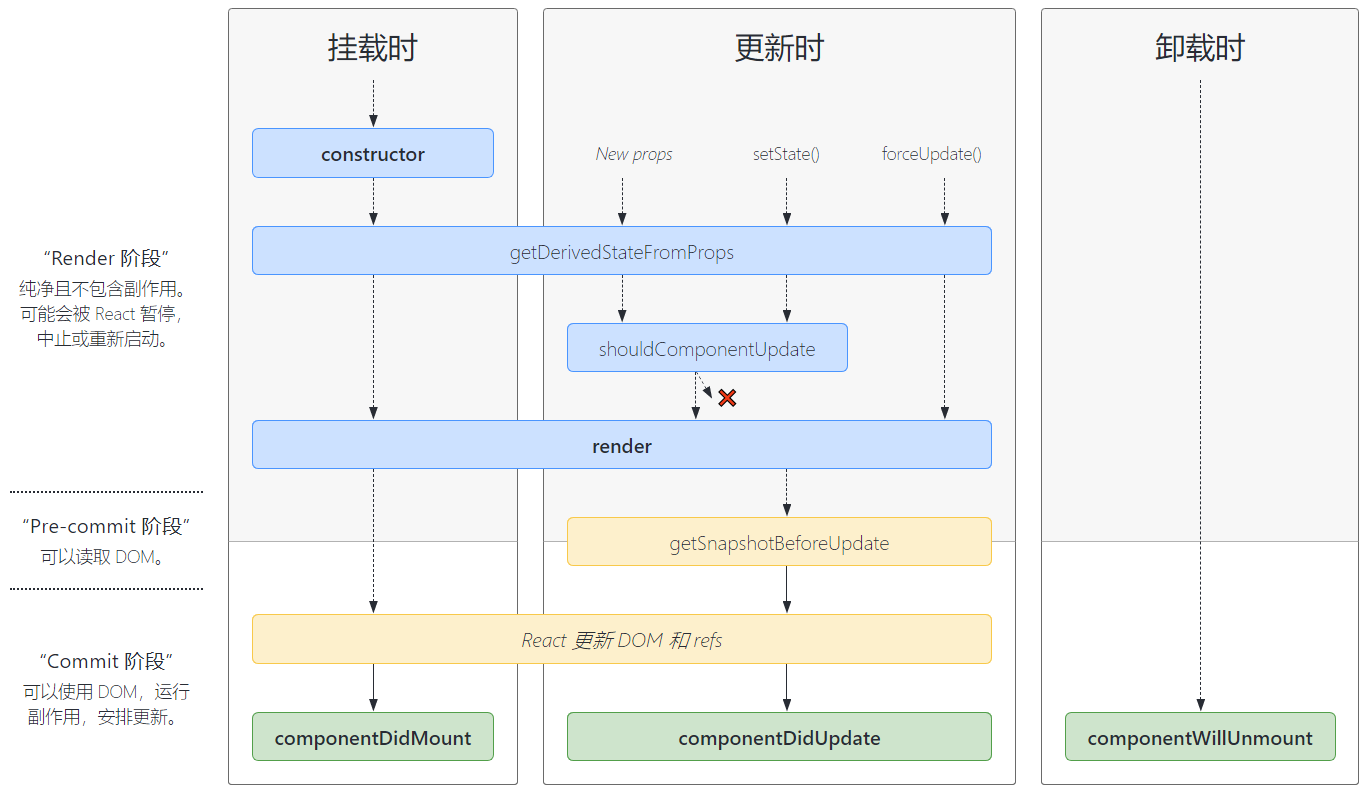 挂载时
更新时
卸载时
constructor
New props
setState()
forceUpdate()
“Render 阶段”
纯净且不包含副作用。
可能会被 React 暂停，
中止或重新启动。
getDerivedStateFromProps
shouldComponentUpdate
render
“Pre-commit 阶段”
可以读取 DOM。
getSnapshotBeforeUpdate
React 更新 DOM 和 refs
“Commit 阶段”
可以使用 DOM，运行
副作用，安排更新。
componentDidMount
componentDidUpdate
componentWillUnmount